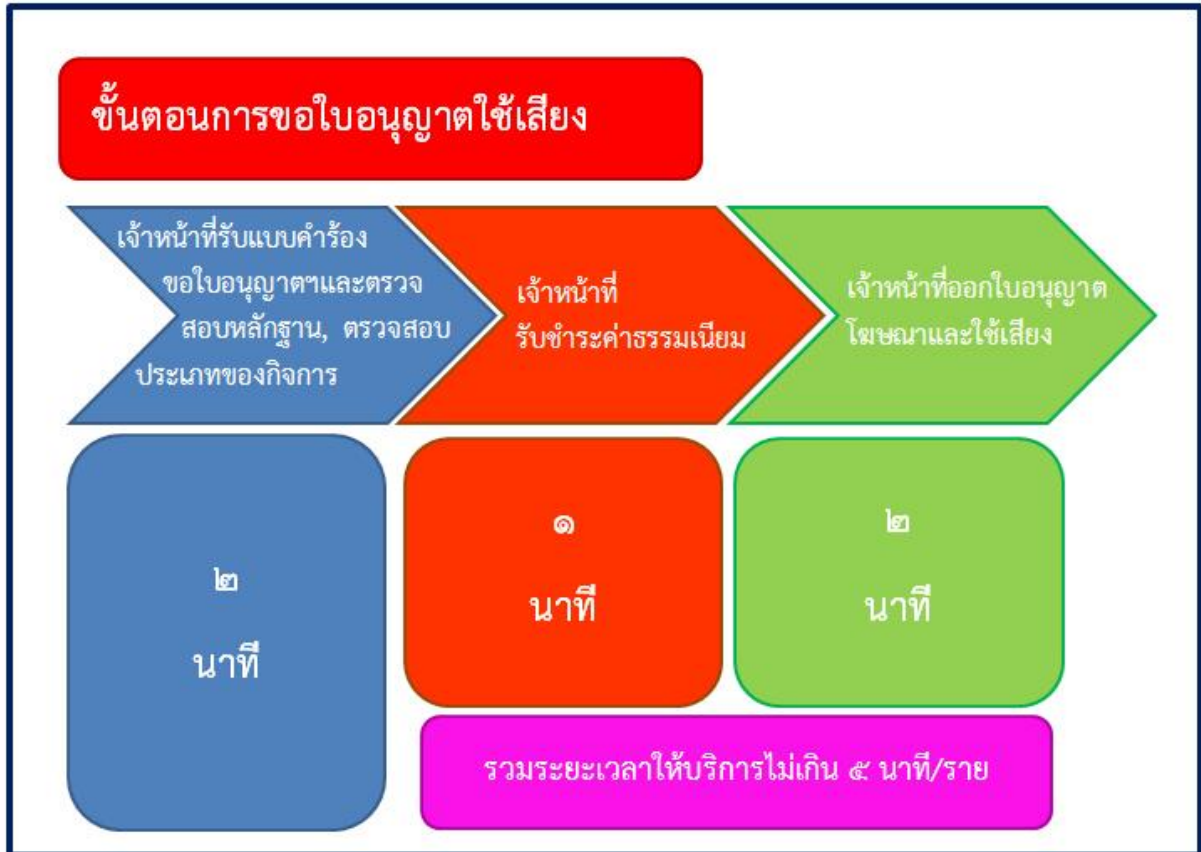 ขั้นตอนการขอใบอนุญาตใช้เสียง
เจ้าหน้าที่รับแบบคำร้อง
ขอใบอนุญาตฯและตรวจ
สอบหลักฐาน, ตรวจสอบ
ประเภทของกิจการ
เจ้าหน้าที่
รับชำระค่าธรรมเนียม
เจ้าหน้าที่ออกใบอนุญาต
โฆษณาและใช้เสียง
๒
นาที
๑
นาที
๒
นาที
รวมระยะเวลาให้บริการไม่เกิน ๕ นาที/ราย